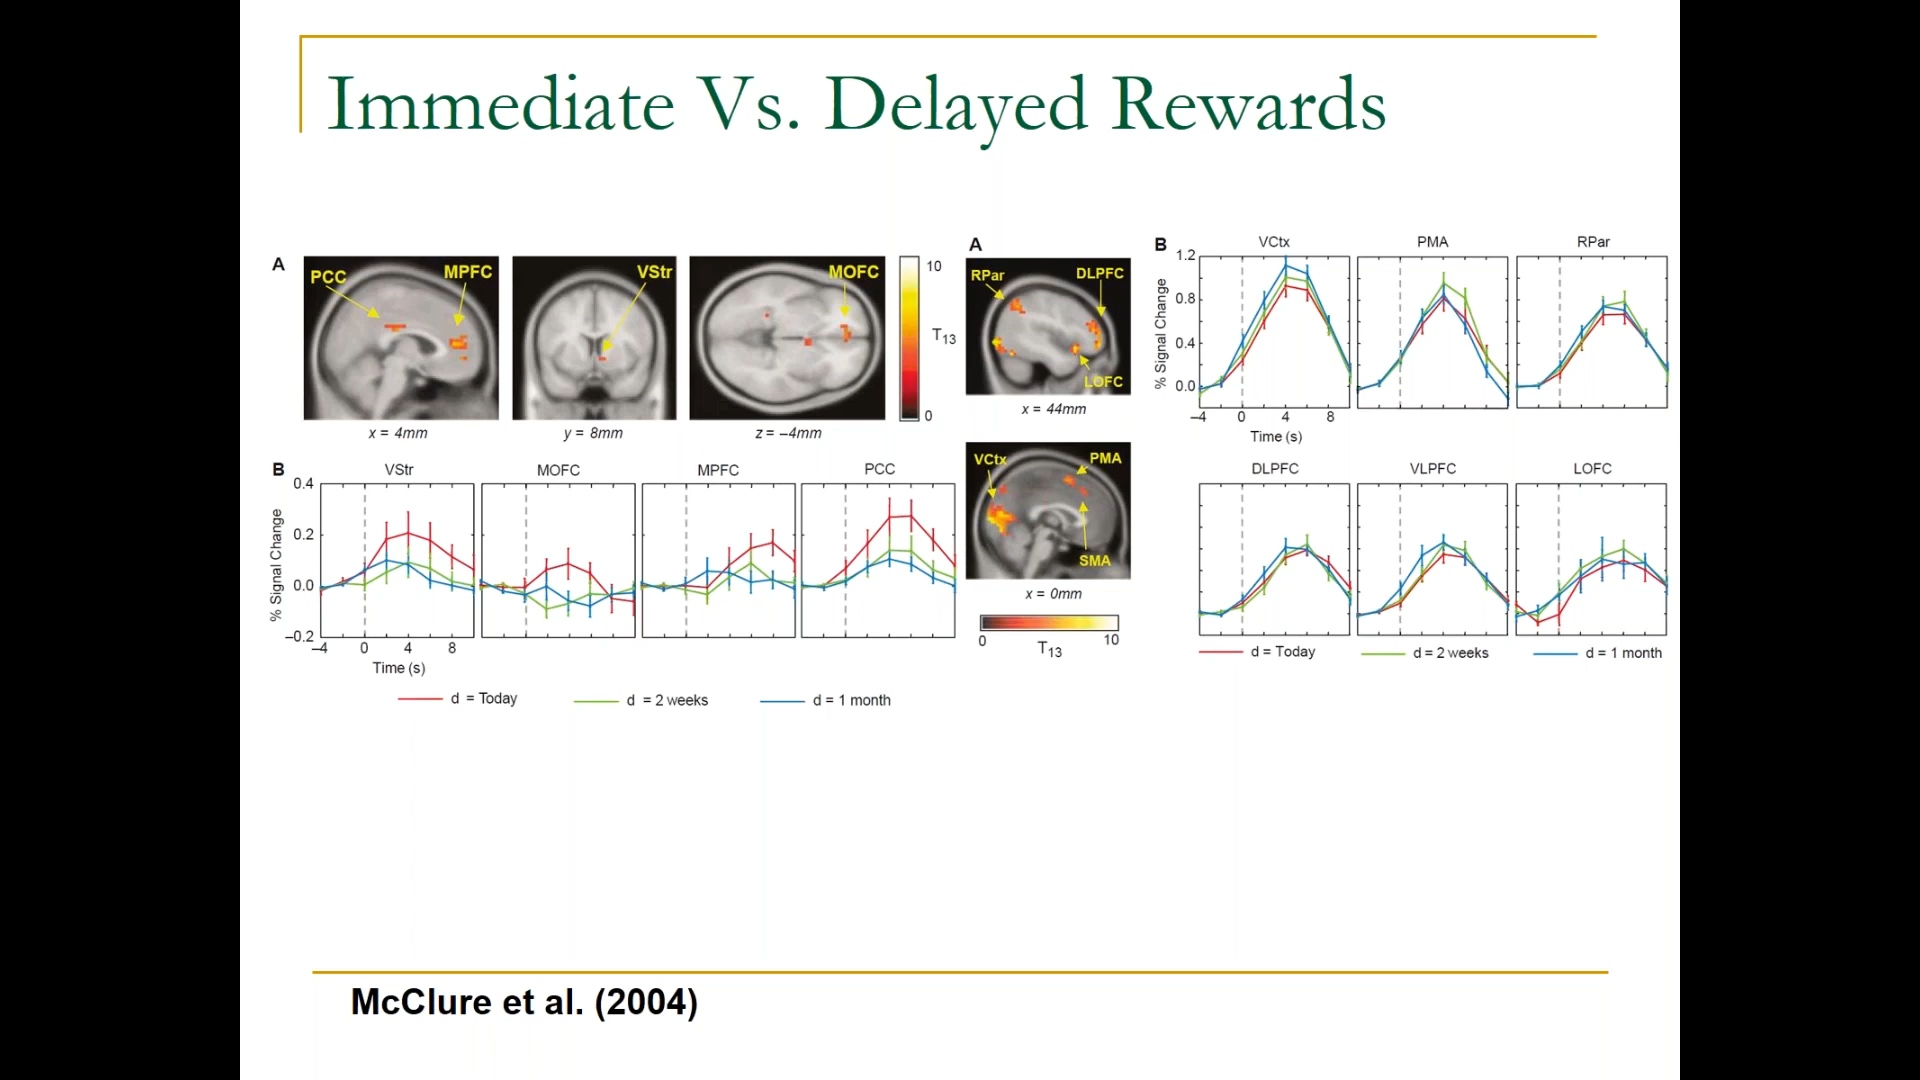 Immediate Vs. Delayed Rewards
A
PCC
MPFC
VStr
MOFC
10
T13
0
x = 4mm
y = 8mm
z = –4mm
B
VStr
MOFC
MPFC
PCC
% Signal Change
0.4
0.2
0.0
–0.2
–4
0
4
8
Time (s)
d = Today
d = 2 weeks
d = 1 month
A
RPar
DLPFC
LOFC
x = 44mm
VCtx
PMA
SMA
x = 0mm
0
10
T13
B
VCtx
PMA
RPar
% Signal Change
1.2
0.8
0.4
0.0
–4
0
4
8
Time (s)
DLPFC
VLPFC
LOFC
d = Today
d = 2 weeks
d = 1 month
McClure et al. (2004)